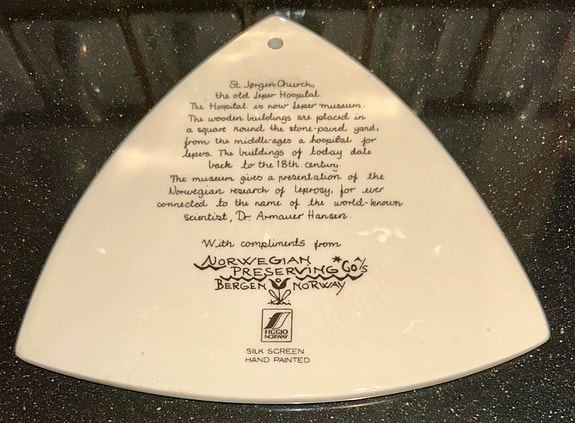 St. Jørgen Church,
the old Leper Hospital.
The Hospital is now leper museum.
The wooden buildings are placed in
a square round the stone-paved yard,
from the middle-ages a hospital for
lepers. The buildings of today date
back to the 18th century.
The museum gives a presentation of the
Norwegian research of leprosy, for ever
connected to the name of the world-known
scientist, Dr. Armauer Hansen.
With compliments from
NORWEGIAN
PRESERVING *Co A/S
BERGEN NORWAY
FIGGJO
NORWAY
SILK SCREEN
HAND PAINTED